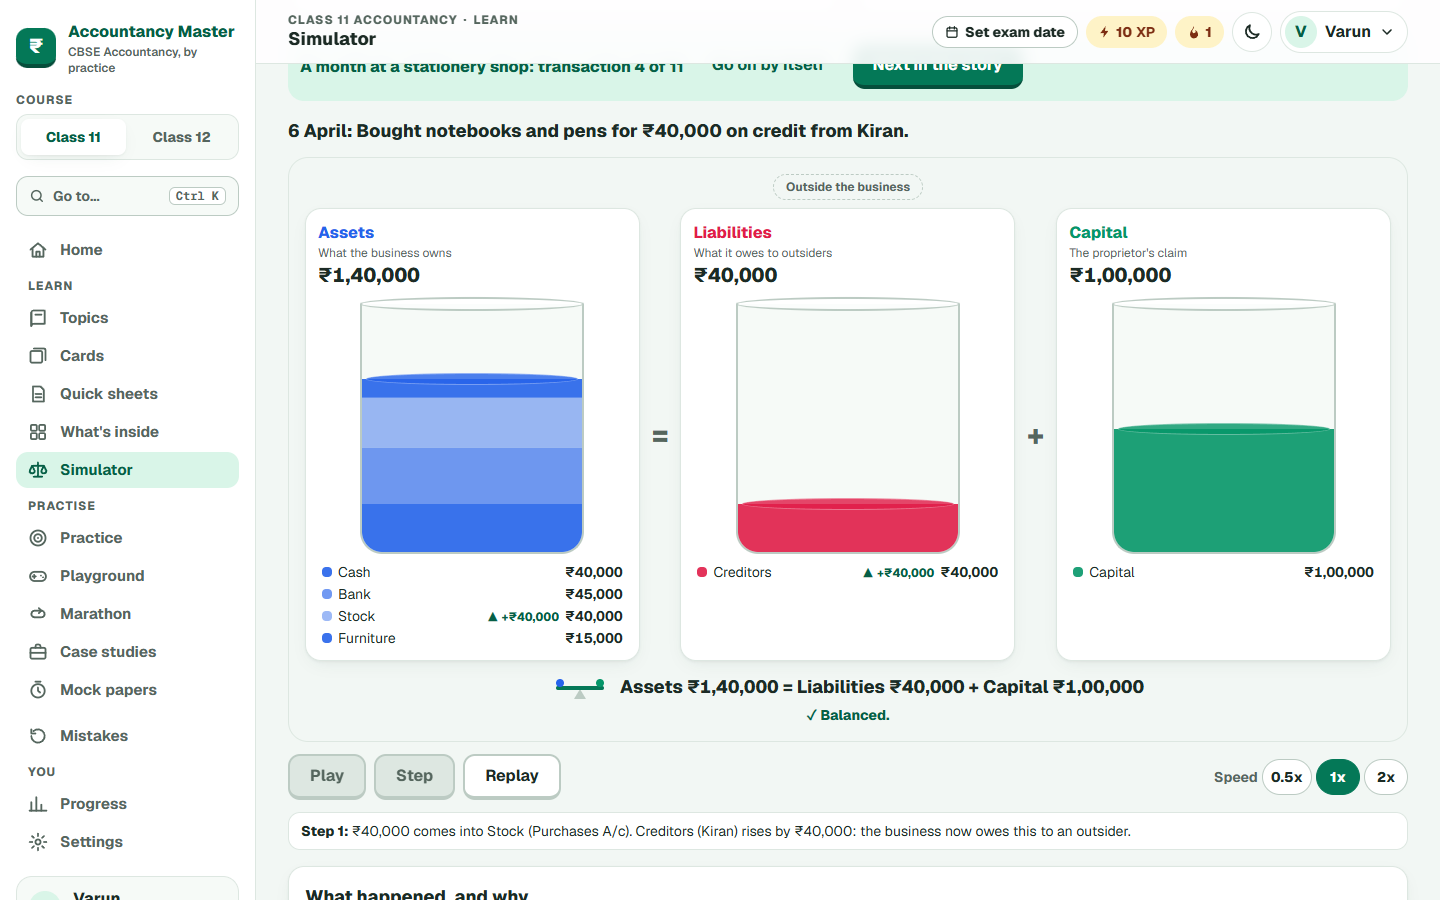 Accountancy Master
CBSE Accountancy, by
practice
COURSE
Class 11
Class 12
Go to...
Ctrl K
Home
LEARN
Topics
Cards
Quick sheets
What's inside
Simulator
PRACTISE
Practice
Playground
Marathon
Case studies
Mock papers
Mistakes
YOU
Progress
Settings
Varun
CLASS 11 ACCOUNTANCY · LEARN
Simulator
Set exam date
10 XP
1
V Varun
A month at a stationery shop: transaction 4 of 11
Go on by itself
Next in the story
6 April: Bought notebooks and pens for ₹40,000 on credit from Kiran.
Outside the business
Assets
What the business owns
₹1,40,000
Cash ₹40,000
Bank ₹45,000
Stock ▲ +₹40,000 ₹40,000
Furniture ₹15,000
=
Liabilities
What it owes to outsiders
₹40,000
Creditors ▲ +₹40,000 ₹40,000
+
Capital
The proprietor's claim
₹1,00,000
Capital ₹1,00,000
Assets ₹1,40,000 = Liabilities ₹40,000 + Capital ₹1,00,000
✓ Balanced.
Play
Step
Replay
Speed
0.5x
1x
2x
Step 1: ₹40,000 comes into Stock (Purchases A/c). Creditors (Kiran) rises by ₹40,000: the business now owes this to an outsider.
What happened, and why